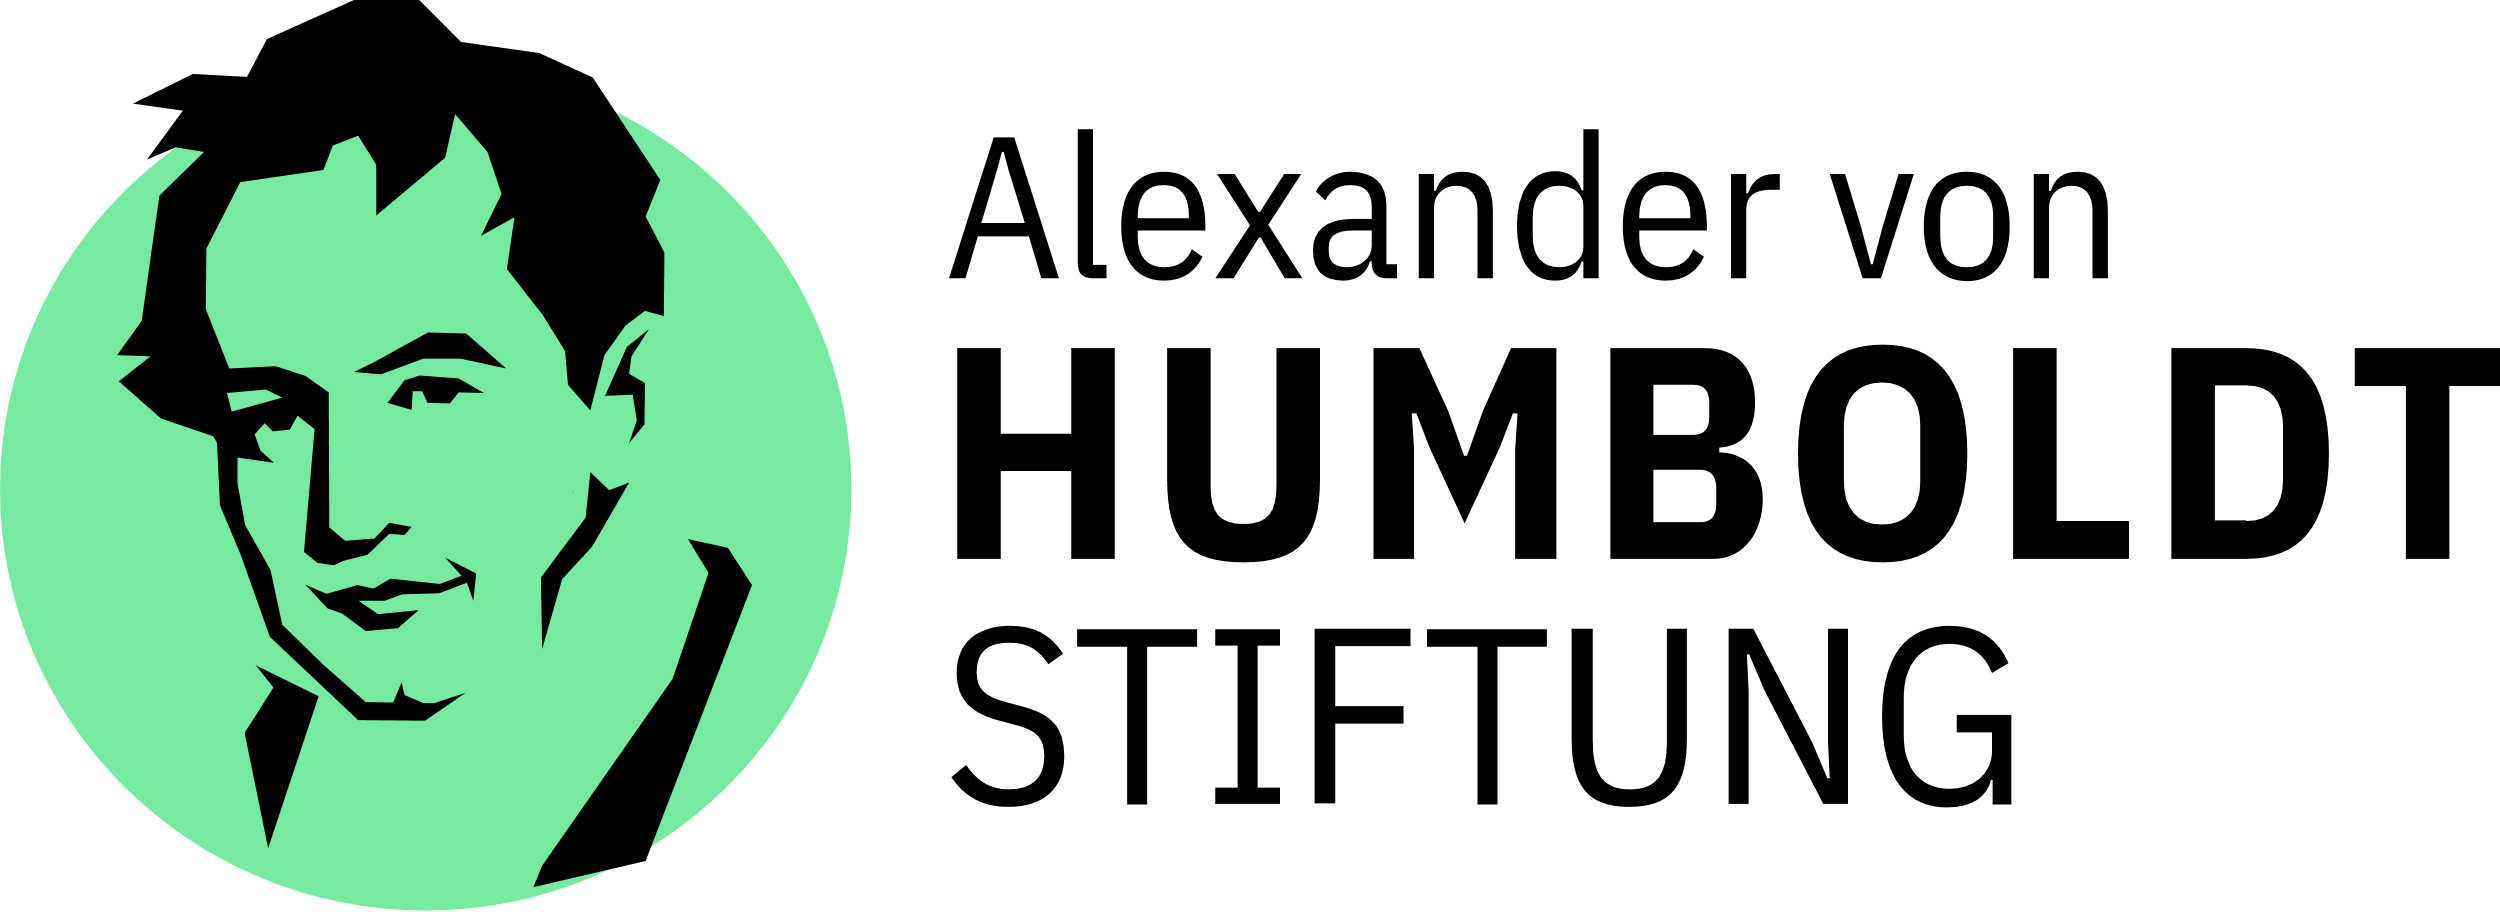 Alexander von
HUMBOLDT
STIFTUNG